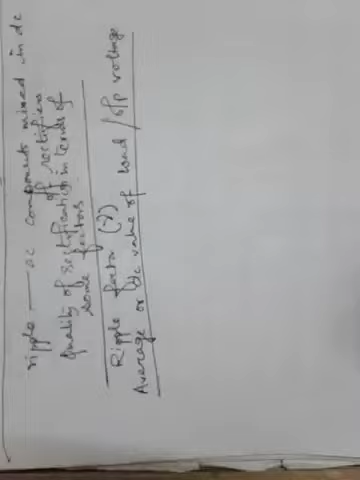 ripple — ac components mixed in dc
of rectifiers
Quality of rectification in terms of
some factors
Ripple factor (γ)
Average or dc value of load / o/p voltage